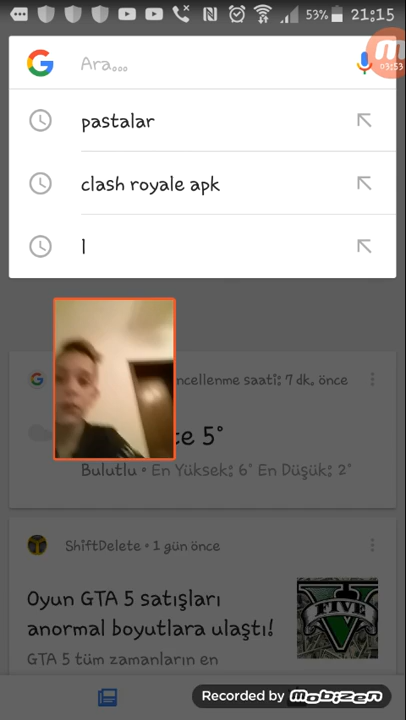 53% 21:15
Ara...
03:53
pastalar
clash royale apk
l
ncellenme saati: 7 dk. önce
te 5°
Bulutlu • En Yüksek: 6° En Düşük: 2°
ShiftDelete • 1 gün önce
Oyun GTA 5 satışları
anormal boyutlara ulaştı!
FIVE
GTA 5 tüm zamanların en
Recorded by Mobizen